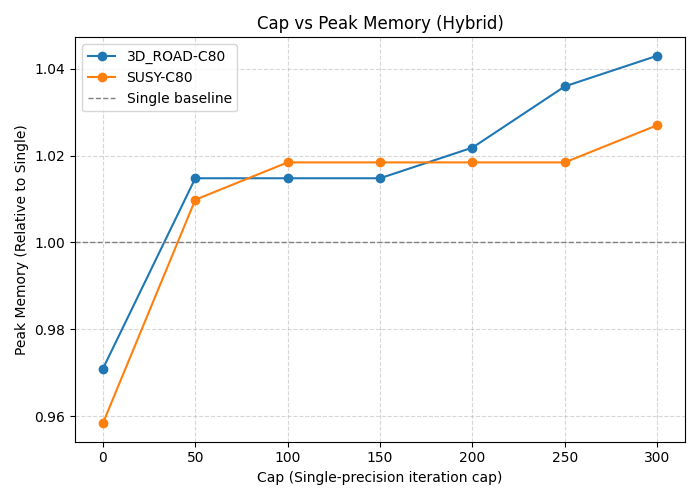 Cap vs Peak Memory (Hybrid)
3D_ROAD-C80
SUSY-C80
Single baseline
Peak Memory (Relative to Single)
1.04
1.02
1.00
0.98
0.96
0 50 100 150 200 250 300
Cap (Single-precision iteration cap)